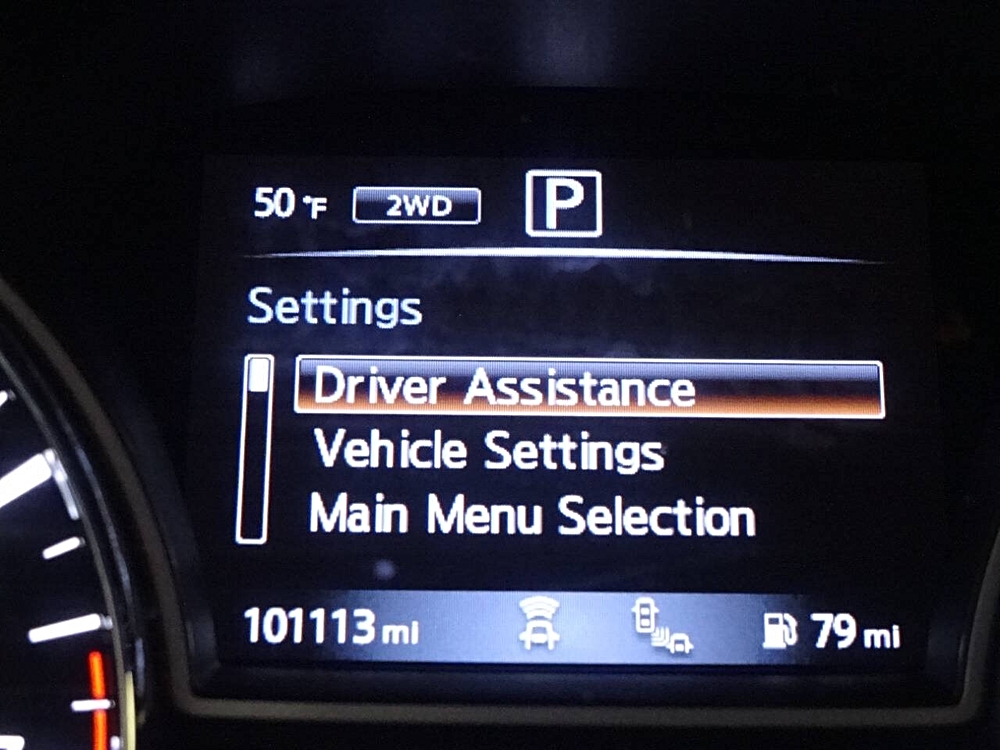 50 °F 2WD P
Settings
Driver Assistance
Vehicle Settings
Main Menu Selection
101113 mi 79 mi